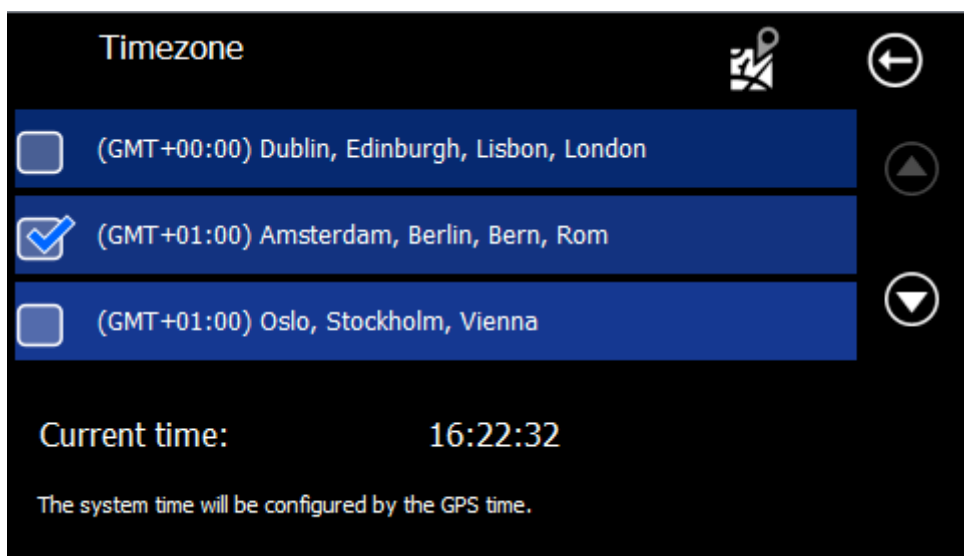 Timezone
(GMT+00:00) Dublin, Edinburgh, Lisbon, London
(GMT+01:00) Amsterdam, Berlin, Bern, Rom
(GMT+01:00) Oslo, Stockholm, Vienna
Current time: 16:22:32
The system time will be configured by the GPS time.